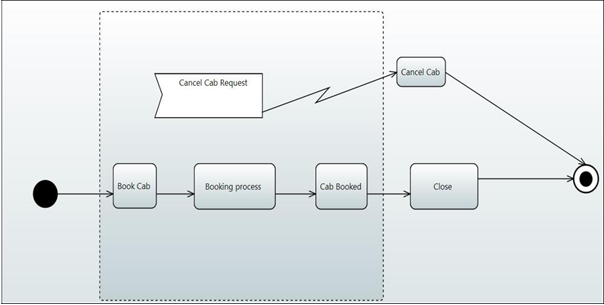 Cancel Cab Request
Cancel Cab
Book Cab
Booking process
Cab Booked
Close